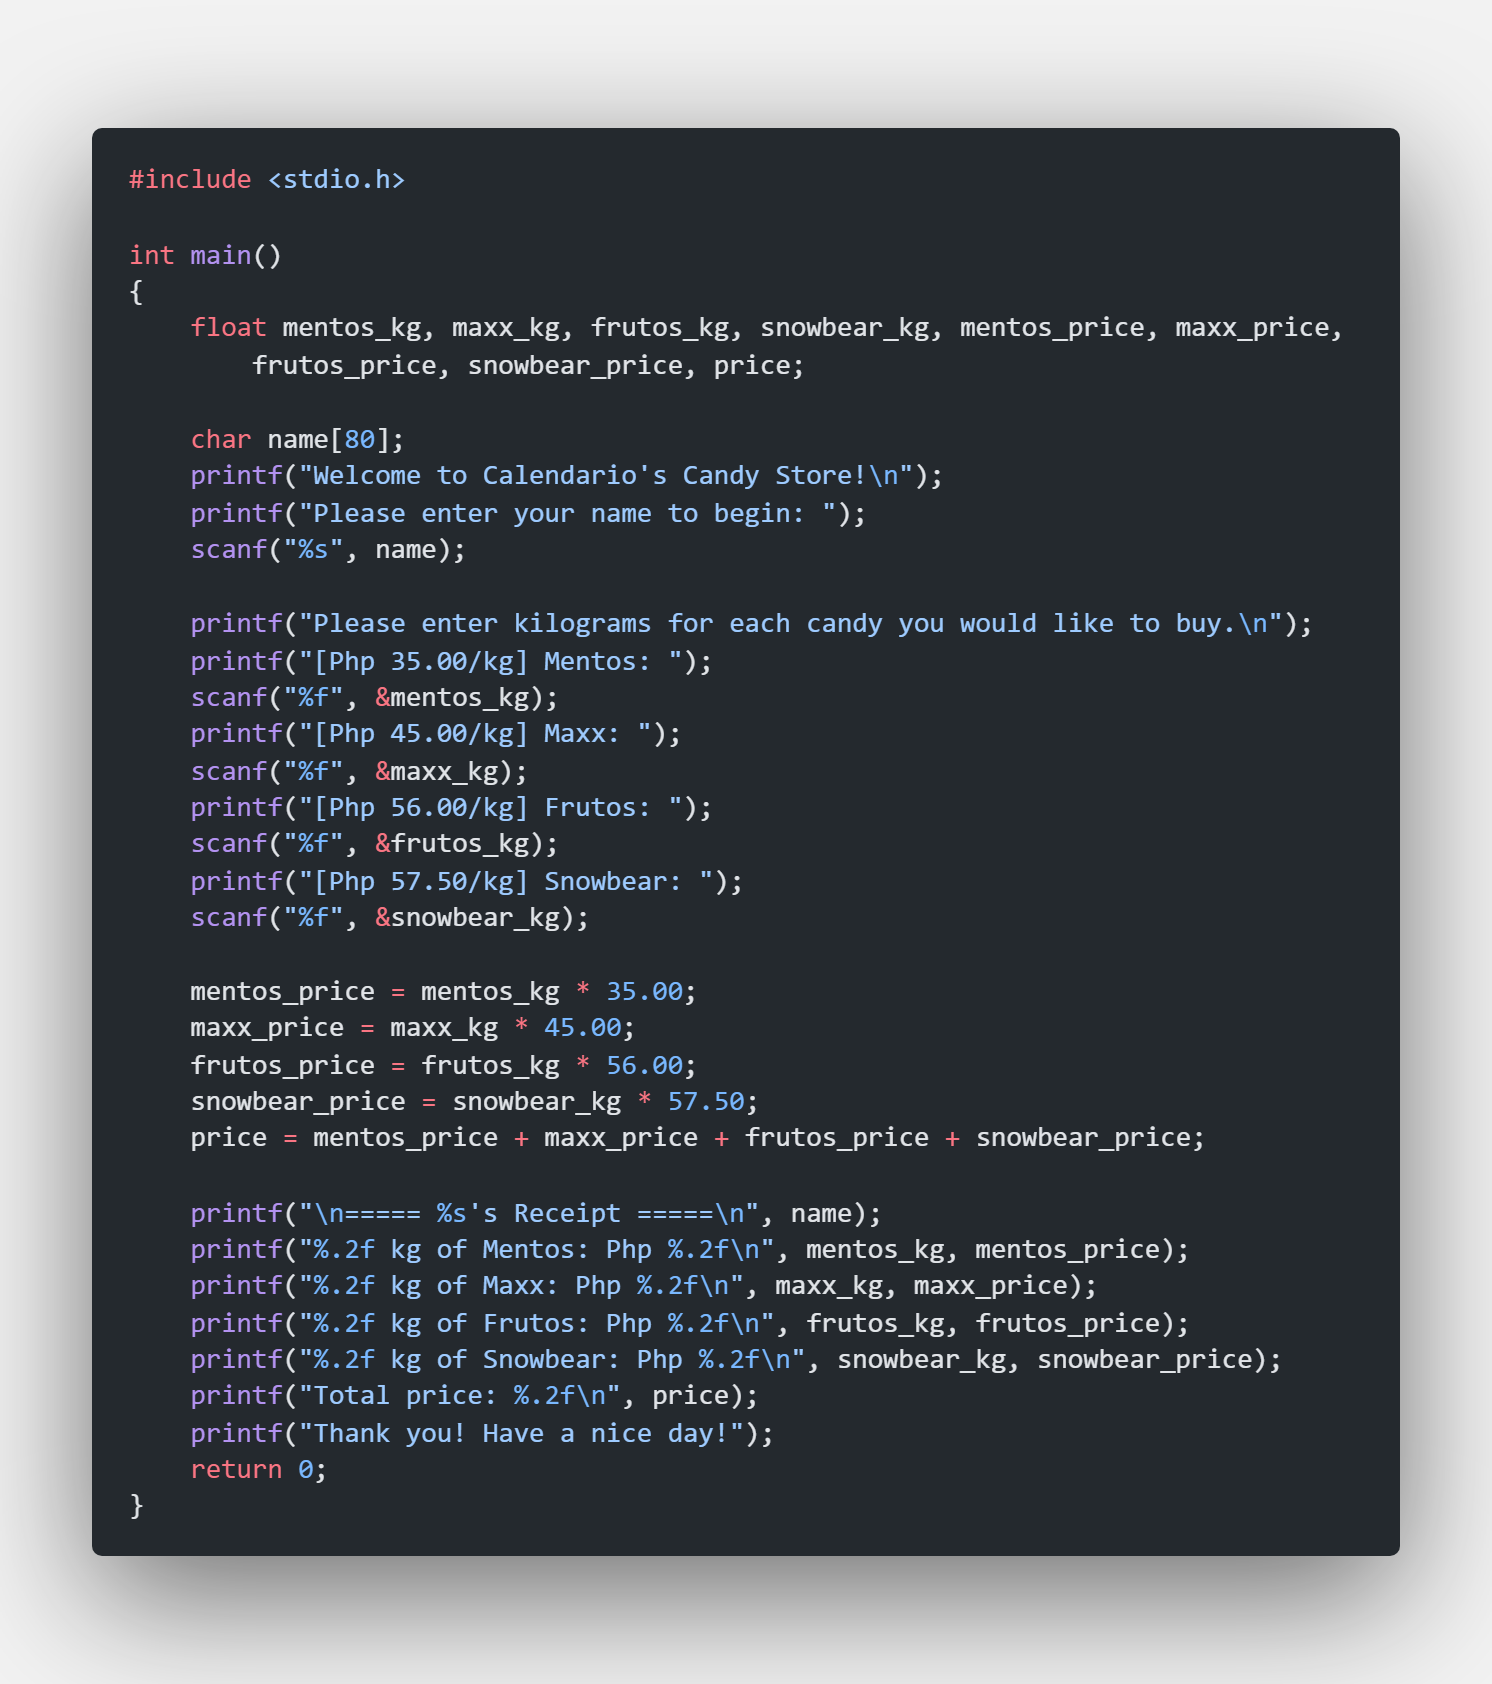 #include <stdio.h>

int main()
{
    float mentos_kg, maxx_kg, frutos_kg, snowbear_kg, mentos_price, maxx_price,
        frutos_price, snowbear_price, price;

    char name[80];
    printf("Welcome to Calendario's Candy Store!\n");
    printf("Please enter your name to begin: ");
    scanf("%s", name);

    printf("Please enter kilograms for each candy you would like to buy.\n");
    printf("[Php 35.00/kg] Mentos: ");
    scanf("%f", &mentos_kg);
    printf("[Php 45.00/kg] Maxx: ");
    scanf("%f", &maxx_kg);
    printf("[Php 56.00/kg] Frutos: ");
    scanf("%f", &frutos_kg);
    printf("[Php 57.50/kg] Snowbear: ");
    scanf("%f", &snowbear_kg);

    mentos_price = mentos_kg * 35.00;
    maxx_price = maxx_kg * 45.00;
    frutos_price = frutos_kg * 56.00;
    snowbear_price = snowbear_kg * 57.50;
    price = mentos_price + maxx_price + frutos_price + snowbear_price;

    printf("\n===== %s's Receipt =====\n", name);
    printf("%.2f kg of Mentos: Php %.2f\n", mentos_kg, mentos_price);
    printf("%.2f kg of Maxx: Php %.2f\n", maxx_kg, maxx_price);
    printf("%.2f kg of Frutos: Php %.2f\n", frutos_kg, frutos_price);
    printf("%.2f kg of Snowbear: Php %.2f\n", snowbear_kg, snowbear_price);
    printf("Total price: %.2f\n", price);
    printf("Thank you! Have a nice day!");
    return 0;
}